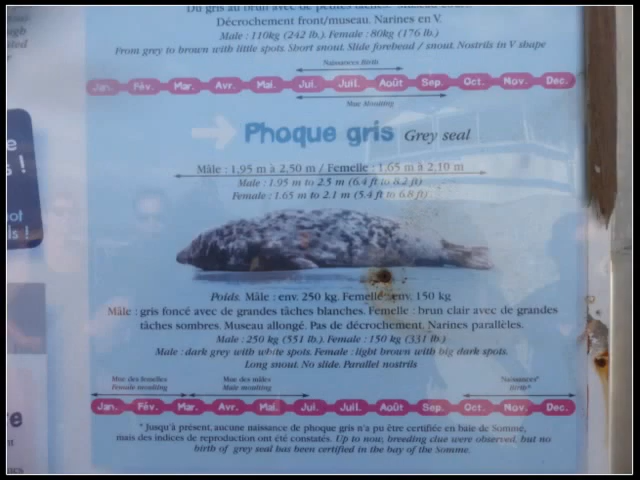 Du gris au brun avec de petites taches.
Décrochement front/museau. Narines en V.
Male : 110kg (242 lb.). Female : 80kg (176 lb.)
From grey to brown with little spots. Short snout. Slide forehead / snout. Nostrils in V shape
Naissances Birth
Jan. Fév. Mar. Avr. Mai. Jui. Juil. Août Sep. Oct. Nov. Dec.
Mue Moulting
Phoque gris Grey seal
Mâle : 1,95 m à 2,50 m / Femelle : 1,65 m à 2,10 m
Male : 1.95 m to 2.5 m (6.4 ft to 8.2 ft)
Female : 1.65 m to 2.1 m (5.4 ft to 6.8 ft)
Poids. Mâle : env. 250 kg. Femelle : env. 150 kg
Mâle : gris foncé avec de grandes tâches blanches. Femelle : brun clair avec de grandes
tâches sombres. Museau allongé. Pas de décrochement. Narines parallèles.
Male : 250 kg (551 lb.). Female : 150 kg (331 lb.)
Male : dark grey with white spots. Female : light brown with big dark spots.
Long snout. No slide. Parallel nostrils
Mue des femelles
Female moulting
Mue des mâles
Male moulting
Naissances*
Birth*
Jan. Fév. Mar. Avr. Mai. Jui. Juil. Août Sep. Oct. Nov. Dec.
* Jusqu'à présent, aucune naissance de phoque gris n'a pu être certifiée en baie de Somme,
mais des indices de reproduction ont été constatés. Up to now, breeding clue were observed, but no
birth of grey seal has been certified in the bay of the Somme.